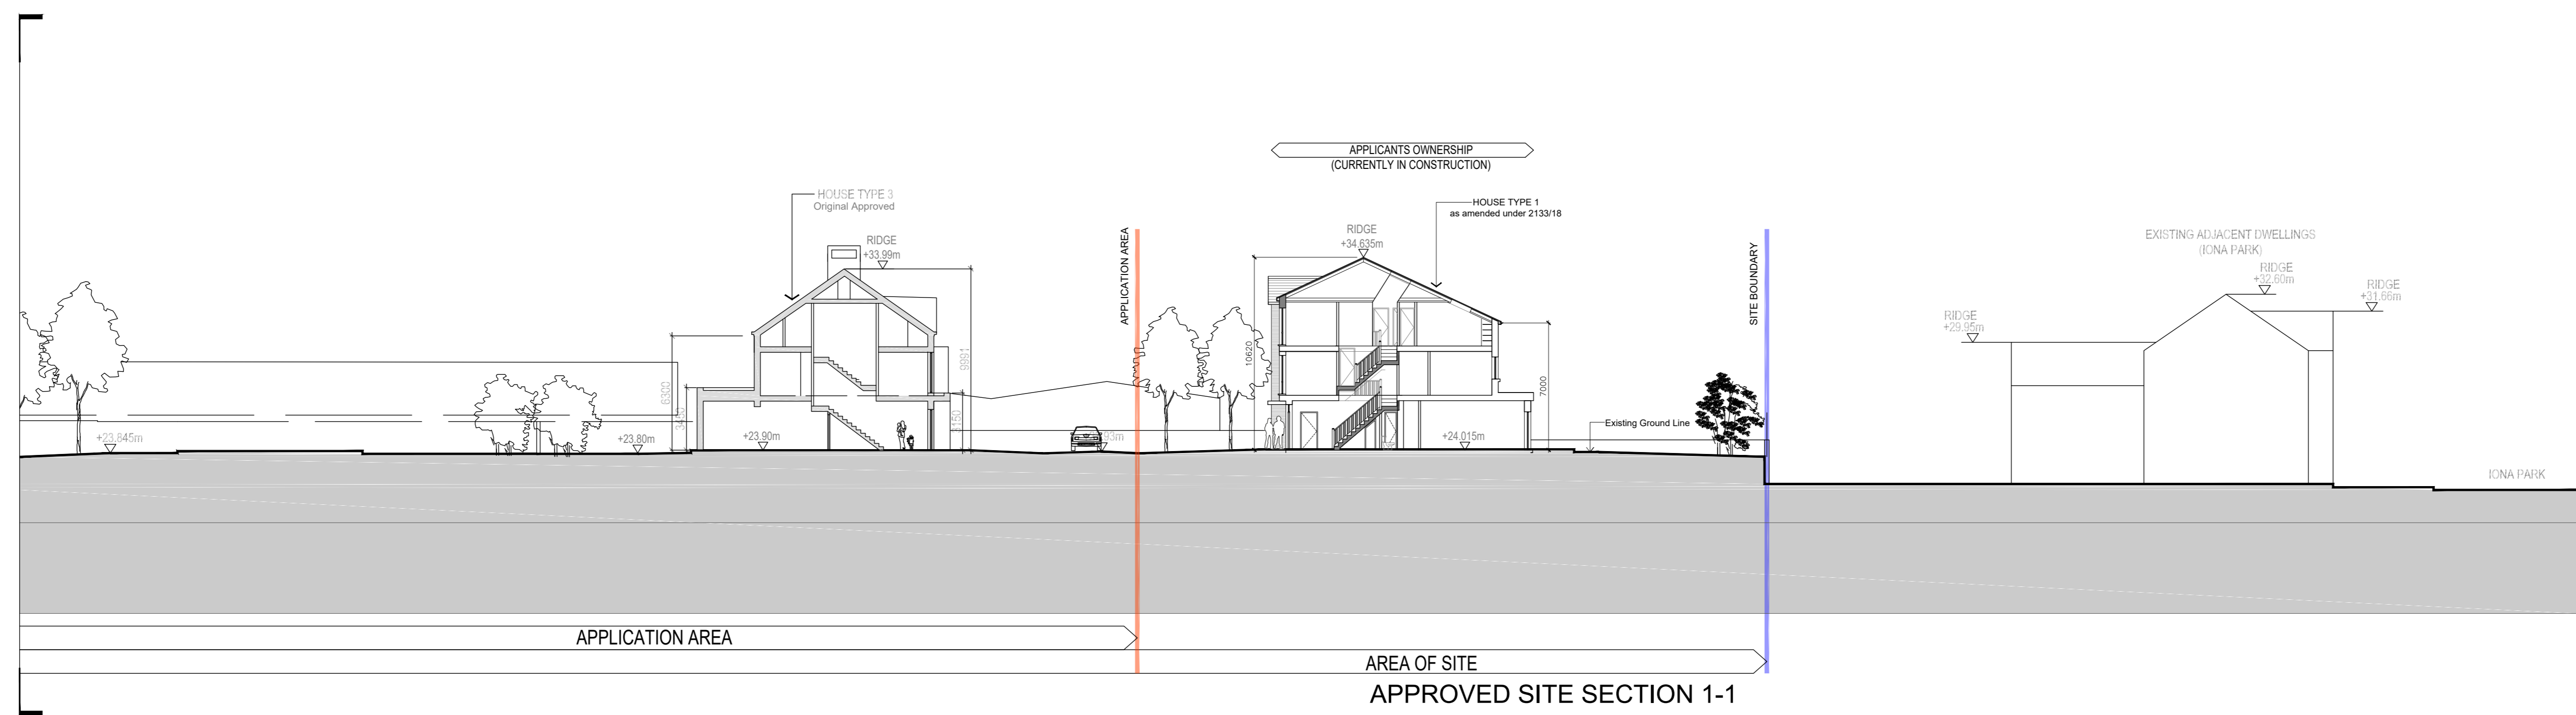 APPLICANTS OWNERSHIP
(CURRENTLY IN CONSTRUCTION)
HOUSE TYPE 3
Original Approved
HOUSE TYPE 1
as amended under 2133/18
RIDGE
+33.99m
APPLICATION AREA
RIDGE
+34.635m
SITE BOUNDARY
EXISTING ADJACENT DWELLINGS
(IONA PARK)
RIDGE
+32.60m
RIDGE
+31.66m
RIDGE
+29.95m
6300
9981
3150
10620
7000
+23.845m
+23.80m
+23.90m
+24.015m
Existing Ground Line
IONA PARK
APPLICATION AREA
AREA OF SITE
APPROVED SITE SECTION 1-1